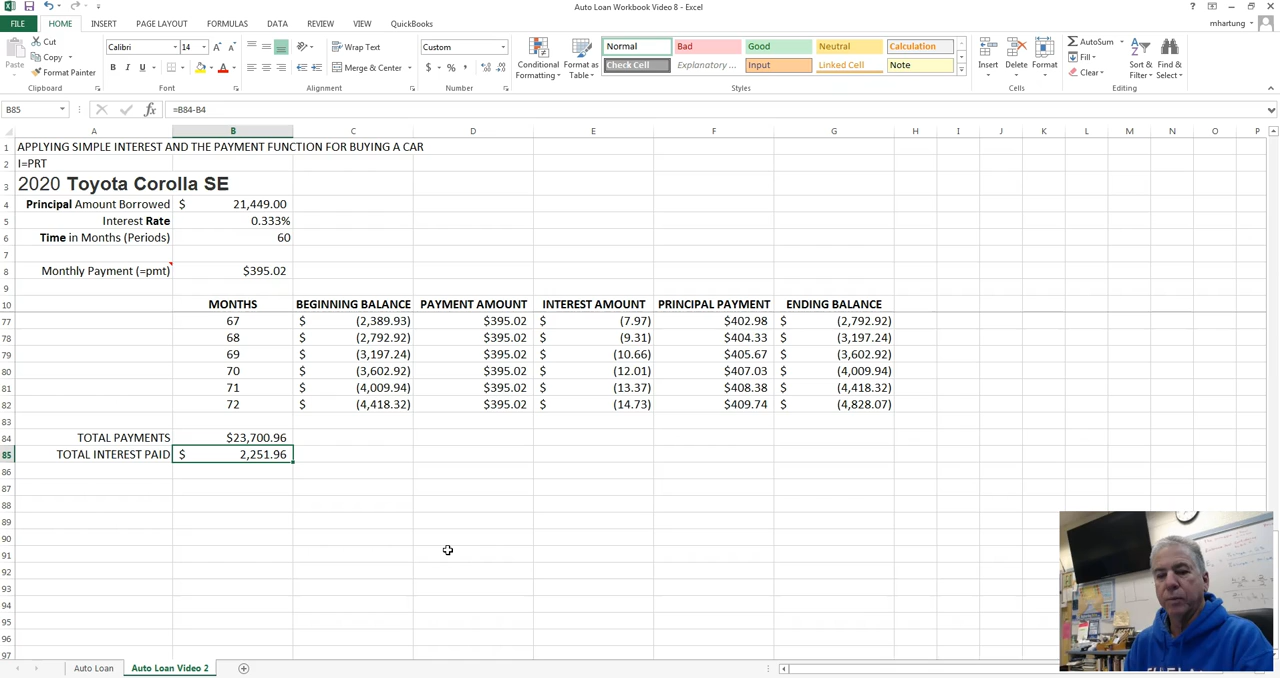 Auto Loan Workbook Video 8 - Excel
FILE HOME INSERT PAGE LAYOUT FORMULAS DATA REVIEW VIEW QuickBooks mhartung
Paste Cut Copy Format Painter Clipboard
Calibri 14 B I U A Font
Wrap Text Merge & Center Alignment
Custom $ % , Number
Conditional Formatting Format as Table Normal Bad Good Neutral Calculation
Check Cell Explanatory ... Input Linked Cell Note Styles
Insert Delete Format Cells
AutoSum Fill Clear Sort & Filter Find & Select Editing
B85 fx =B84-B4
A B C D E F G H I J K L M N O P
1 APPLYING SIMPLE INTEREST AND THE PAYMENT FUNCTION FOR BUYING A CAR
2 I=PRT
3 2020 Toyota Corolla SE
4 Principal Amount Borrowed $ 21,449.00
5 Interest Rate 0.333%
6 Time in Months (Periods) 60
7
8 Monthly Payment (=pmt) $395.02
9
10 MONTHS BEGINNING BALANCE PAYMENT AMOUNT INTEREST AMOUNT PRINCIPAL PAYMENT ENDING BALANCE
77 67 $ (2,389.93) $395.02 $ (7.97) $402.98 $ (2,792.92)
78 68 $ (2,792.92) $395.02 $ (9.31) $404.33 $ (3,197.24)
79 69 $ (3,197.24) $395.02 $ (10.66) $405.67 $ (3,602.92)
80 70 $ (3,602.92) $395.02 $ (12.01) $407.03 $ (4,009.94)
81 71 $ (4,009.94) $395.02 $ (13.37) $408.38 $ (4,418.32)
82 72 $ (4,418.32) $395.02 $ (14.73) $409.74 $ (4,828.07)
83
84 TOTAL PAYMENTS $23,700.96
85 TOTAL INTEREST PAID $ 2,251.96
86
87
88
89
90
91
92
93
94
95
96
97
Auto Loan Auto Loan Video 2